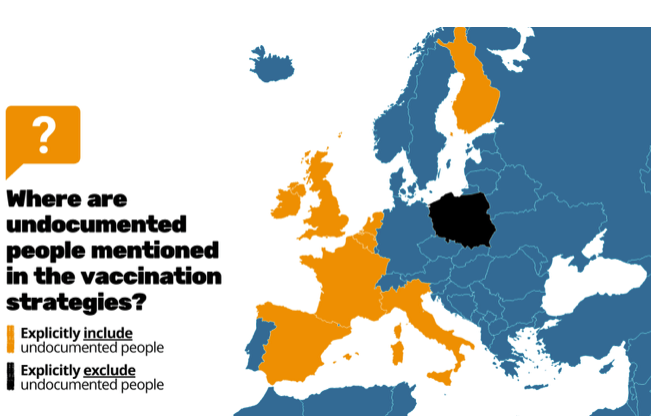 ?
Where are
undocumented
people mentioned
in the vaccination
strategies?
Explicitly include
undocumented people
Explicitly exclude
undocumented people